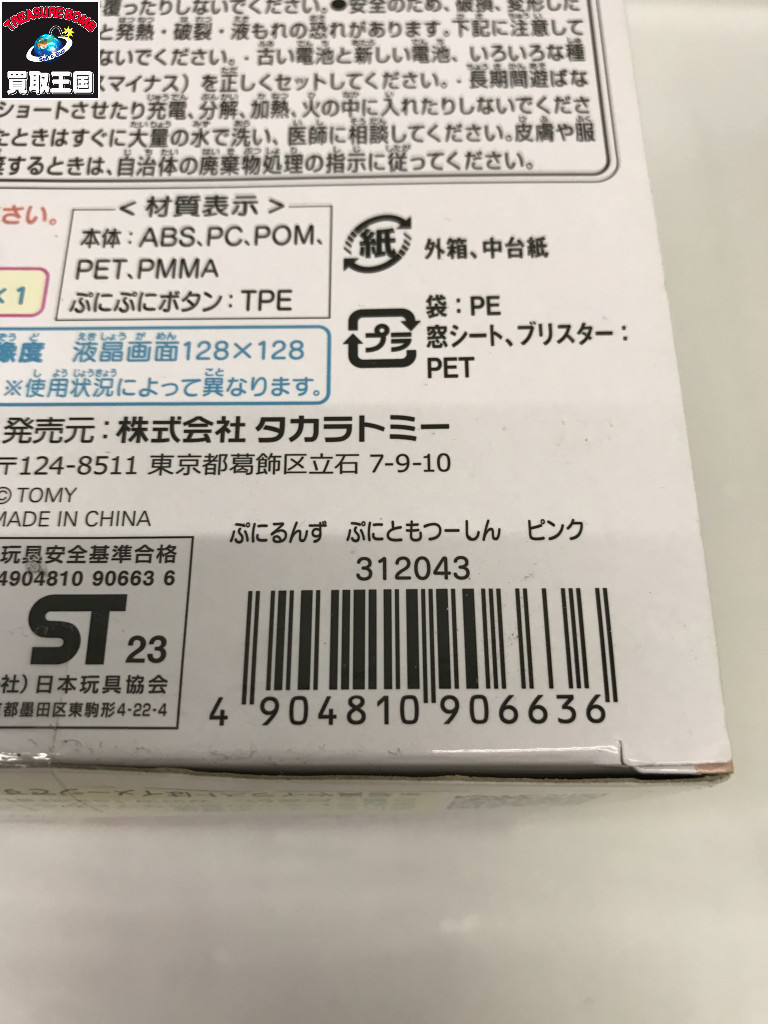 TREASURE KINGDOM
買取王国
覆ったりしないでください。●安全のため、破損、変形した
と発熱・破裂・液もれの恐れがあります。下記に注意して
ないでください。・古い電池と新しい電池、いろいろな種
スマイナス)を正しくセットしてください。・長期間遊ばな
ショートさせたり充電、分解、加熱、火の中に入れたりしないでくださ
たときはすぐに大量の水で洗い、医師に相談してください。皮膚や服
棄するときは、自治体の廃棄物処理の指示に従ってください。
ださい。
×1
<材質表示>
本体:ABS、PC、POM、
PET、PMMA
ぷにぷにボタン:TPE
紙
外箱、中台紙
プラ
袋:PE
窓シート、ブリスター:
PET
像度 液晶画面128×128
※使用状況によって異なります。
発売元:株式会社 タカラトミー
〒124-8511 東京都葛飾区立石 7-9-10
© TOMY
MADE IN CHINA
玩具安全基準合格
4904810 90663 6
ST 23
社)日本玩具協会
都墨田区東駒形4-22-4
ぷにるんず ぷにともつーしん ピンク
312043
4 904810 906636